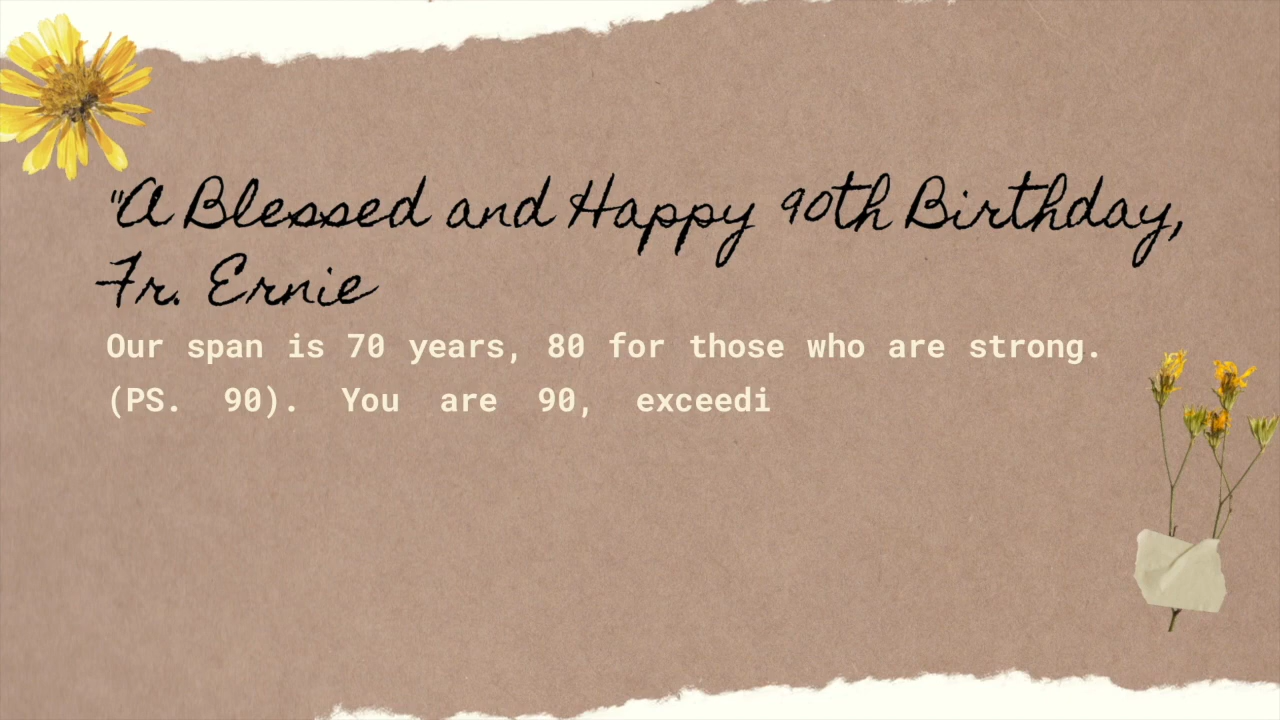 "A Blessed and Happy 90th Birthday,
Fr. Ernie
Our span is 70 years, 80 for those who are strong.
(PS. 90). You are 90, exceedi